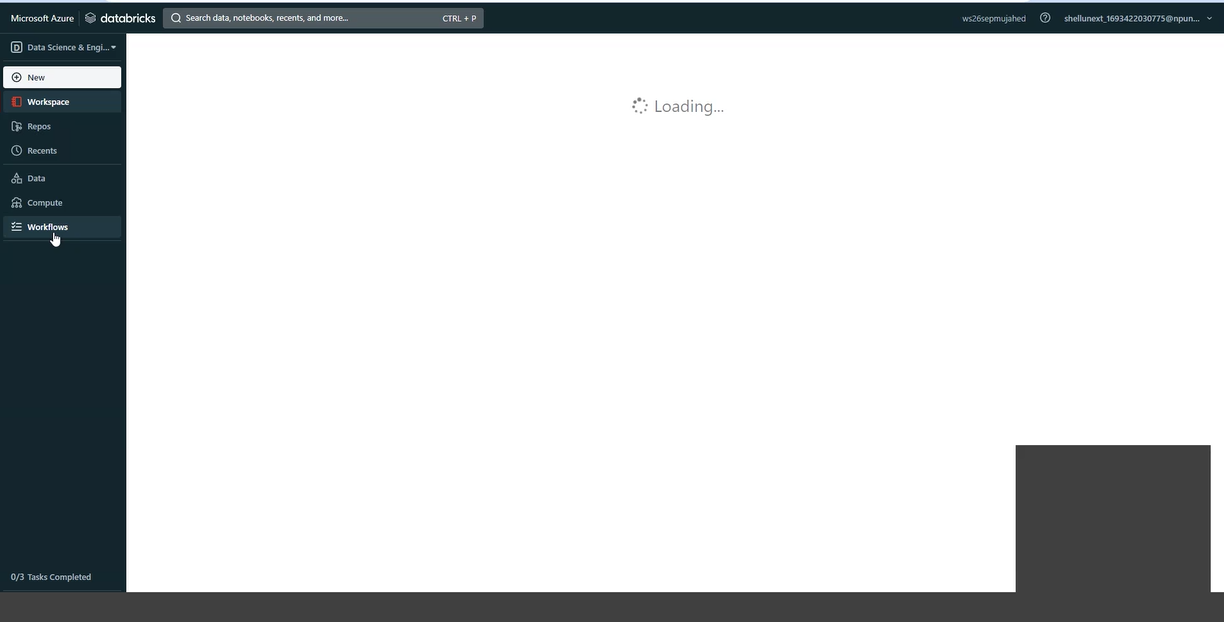 Microsoft Azure databricks Search data, notebooks, recents, and more... CTRL + P ws26sepmujahed shellunext_1693422030775@npun...
D Data Science & Engi...
New
Workspace
Repos
Recents
Data
Compute
Workflows
Loading...
0/3 Tasks Completed